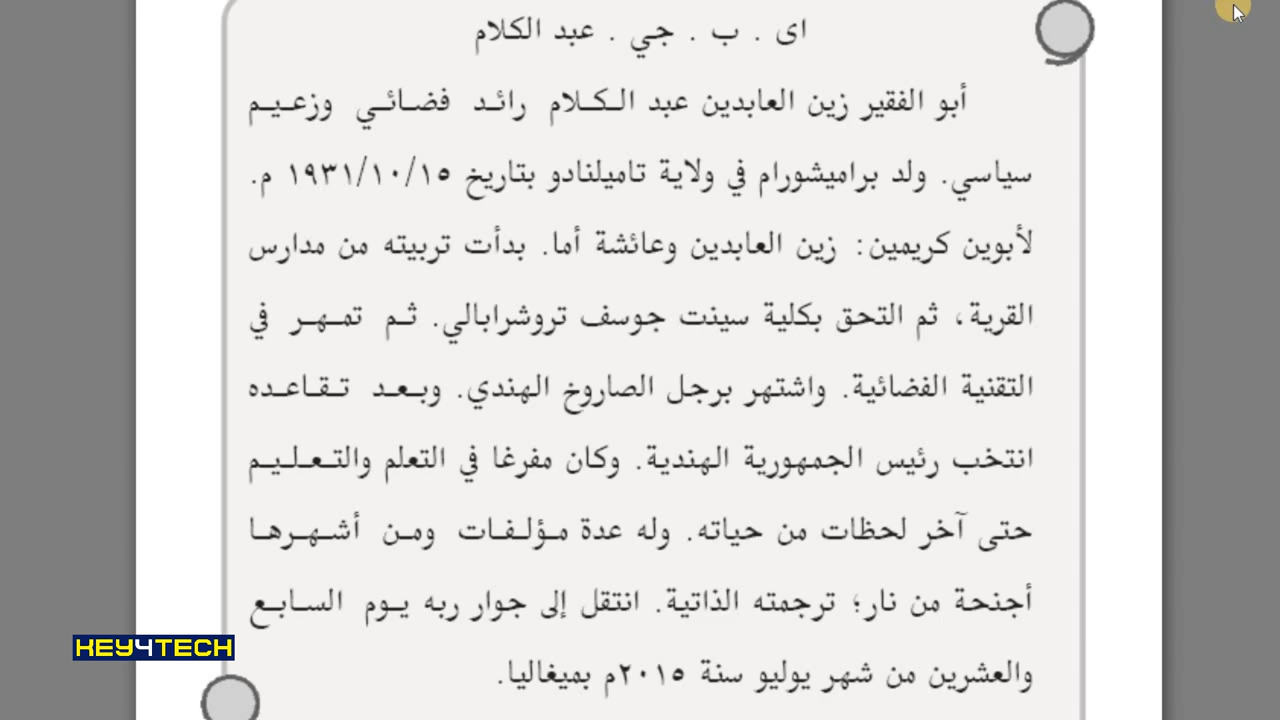 اى . ب . جي . عبد الكلام
أبو الفقير زين العابدين عبد الكلام رائد فضائي وزعيم
سياسي. ولد براميشورام في ولاية تاميلنادو بتاريخ ١٩٣١/١٠/١٥ م.
لأبوين كريمين: زين العابدين وعائشة أما. بدأت تربيته من مدارس
القرية، ثم التحق بكلية سينت جوسف تروشرابالي. ثم تمهر في
التقنية الفضائية. واشتهر برجل الصاروخ الهندي. وبعد تقاعده
انتخب رئيس الجمهورية الهندية. وكان مفرغا في التعلم والتعليم
حتى آخر لحظات من حياته. وله عدة مؤلفات ومن أشهرها
أجنحة من نار؛ ترجمته الذاتية. انتقل إلى جوار ربه يوم السابع
والعشرين من شهر يوليو سنة ٢٠١٥م بميغاليا.
KEY4TECH